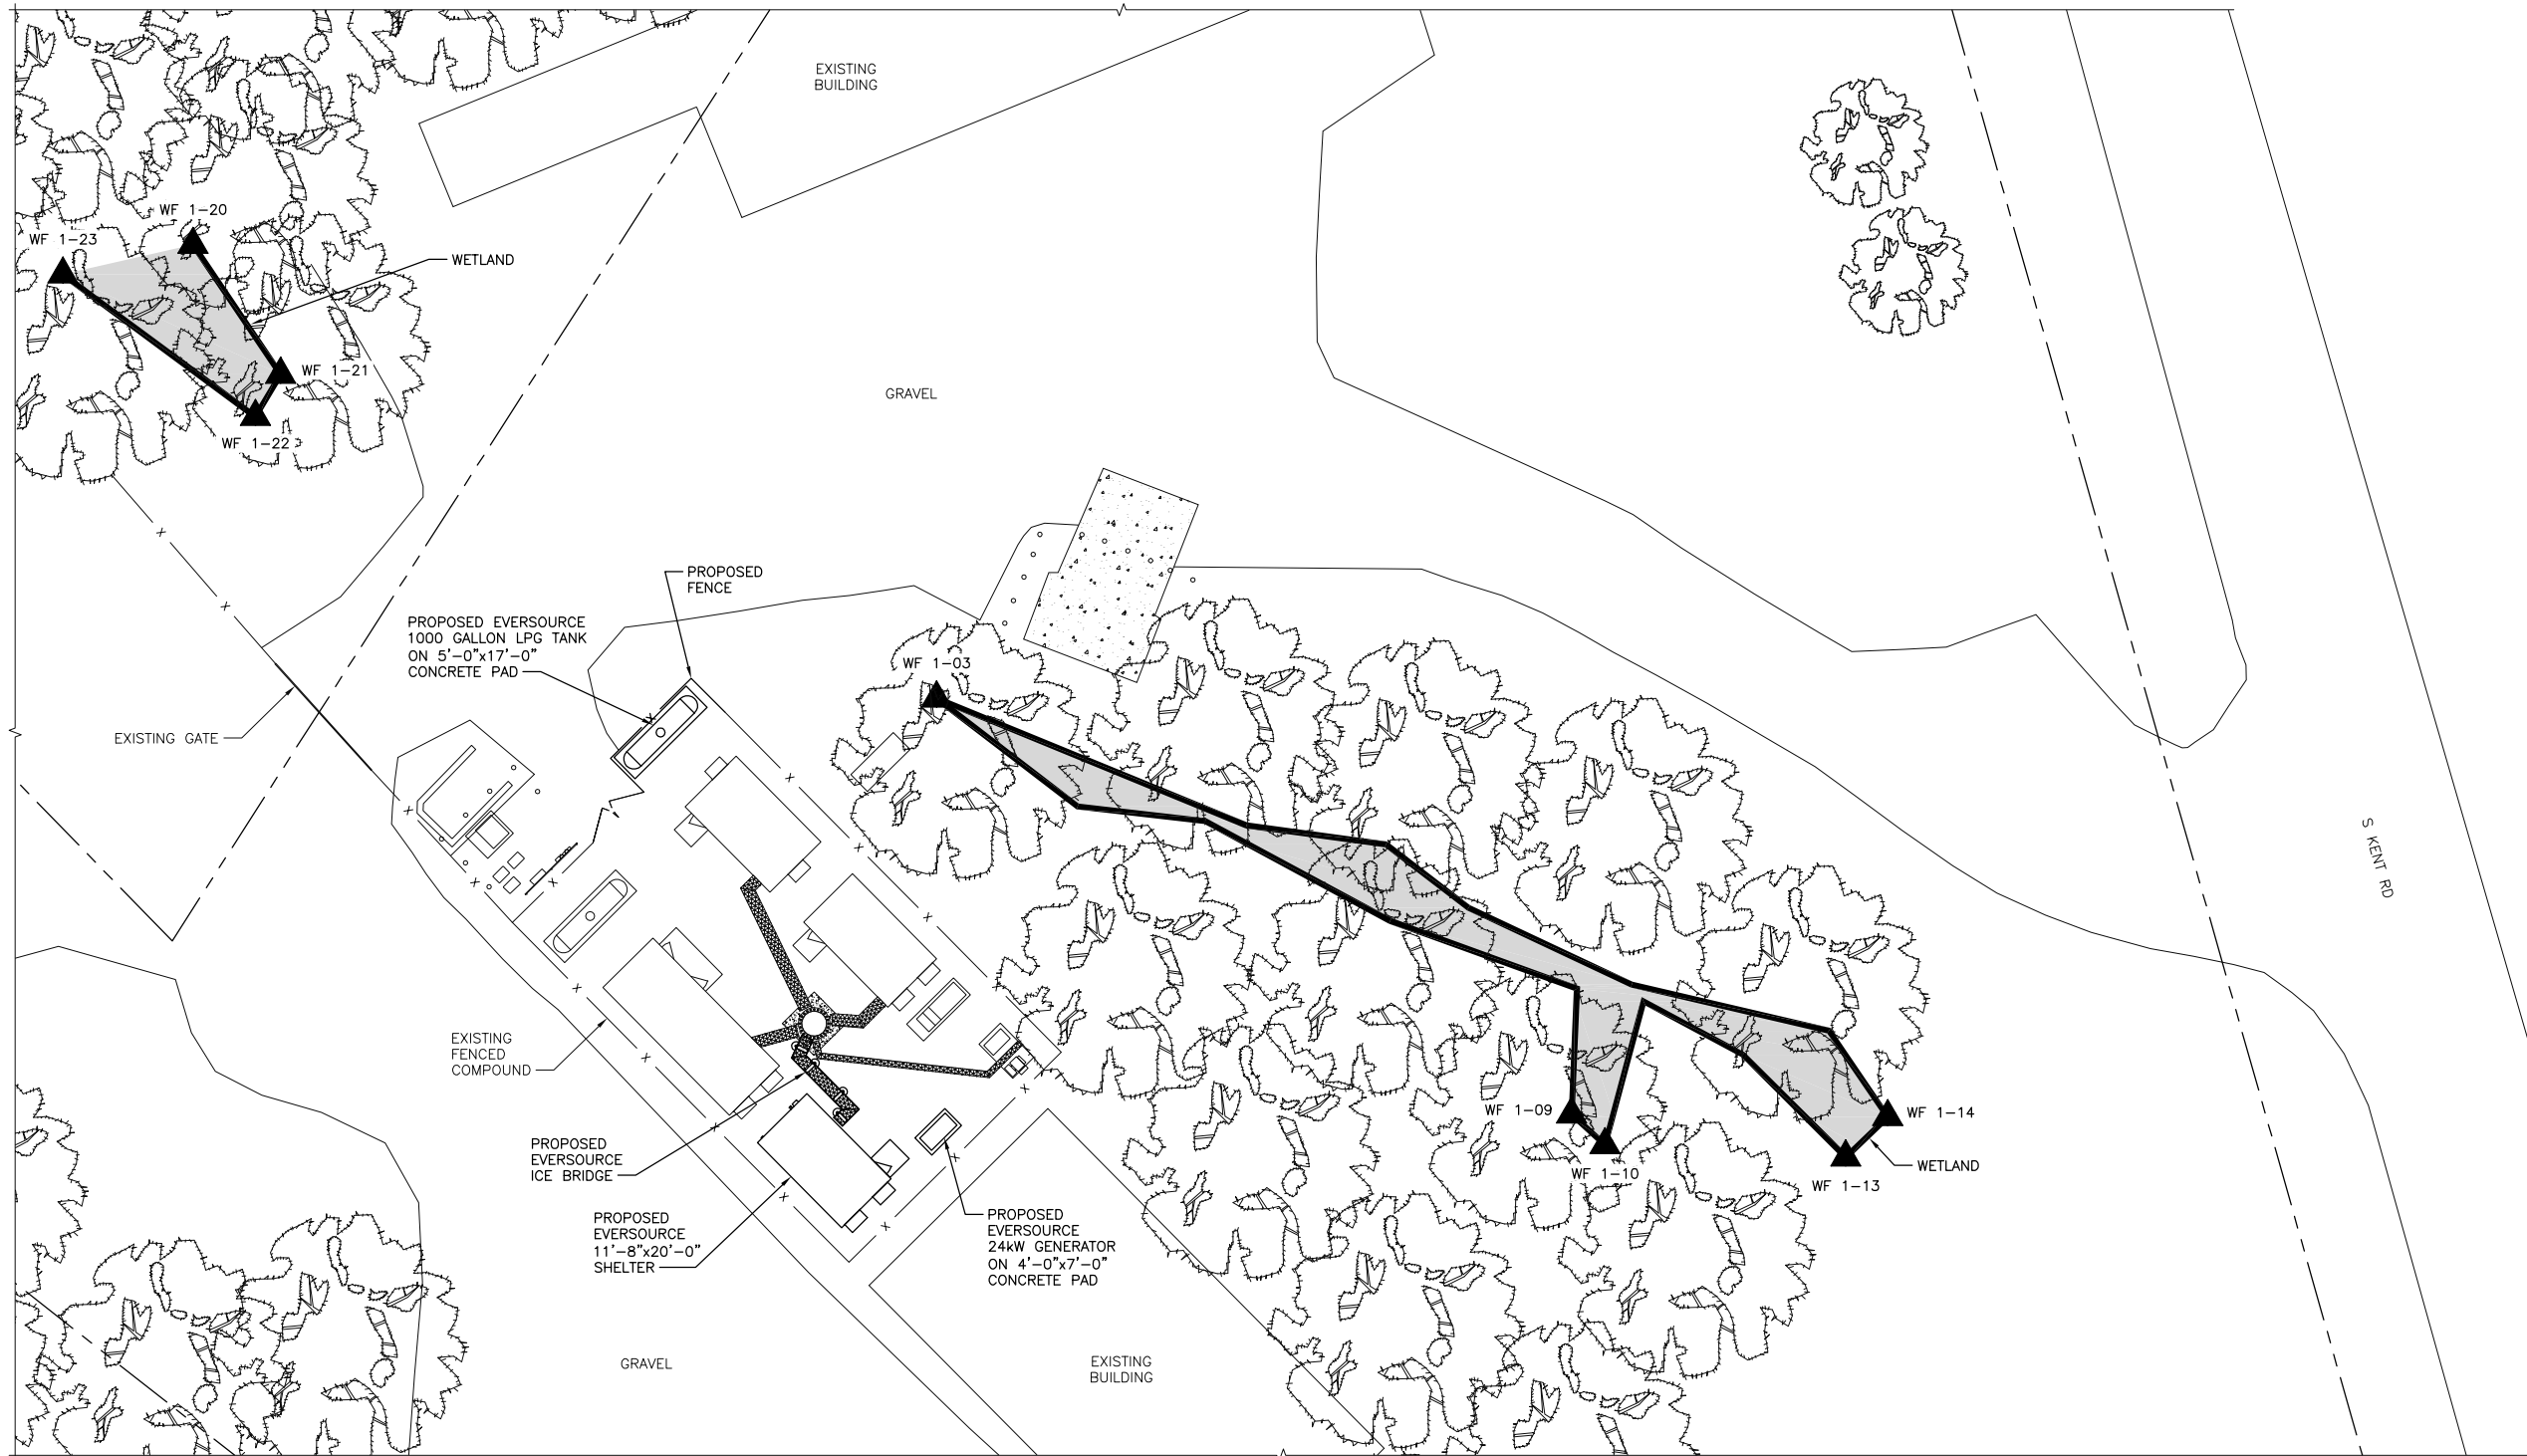 EXISTING
BUILDING
WF 1-20
WF 1-23
WETLAND
WF 1-21
WF 1-22
GRAVEL
PROPOSED
FENCE
PROPOSED EVERSOURCE
1000 GALLON LPG TANK
ON 5'-0"x17'-0"
CONCRETE PAD
WF 1-03
EXISTING GATE
S KENT RD
EXISTING
FENCED
COMPOUND
WF 1-09
WF 1-14
PROPOSED
EVERSOURCE
ICE BRIDGE
WF 1-10
WETLAND
WF 1-13
PROPOSED
EVERSOURCE
11'-8"x20'-0"
SHELTER
PROPOSED
EVERSOURCE
24kW GENERATOR
ON 4'-0"x7'-0"
CONCRETE PAD
GRAVEL
EXISTING
BUILDING